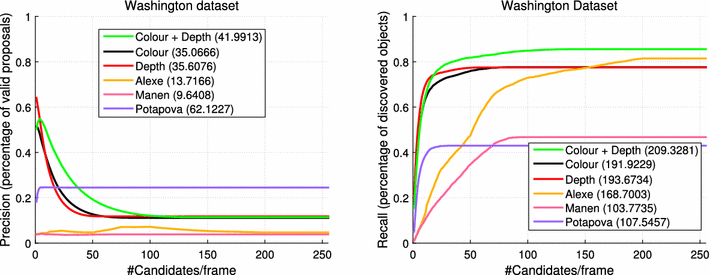 Washington dataset
Precision (percentage of valid proposals)
1
0.8
0.6
0.4
0.2
0
Colour + Depth (41.9913)
Colour (35.0666)
Depth (35.6076)
Alexe (13.7166)
Manen (9.6408)
Potapova (62.1227)
0 50 100 150 200 250
#Candidates/frame
Washington Dataset
Recall (percentage of discovered objects)
1
0.8
0.6
0.4
0.2
0
Colour + Depth (209.3281)
Colour (191.9229)
Depth (193.6734)
Alexe (168.7003)
Manen (103.7735)
Potapova (107.5457)
0 50 100 150 200 250
#Candidates/frame